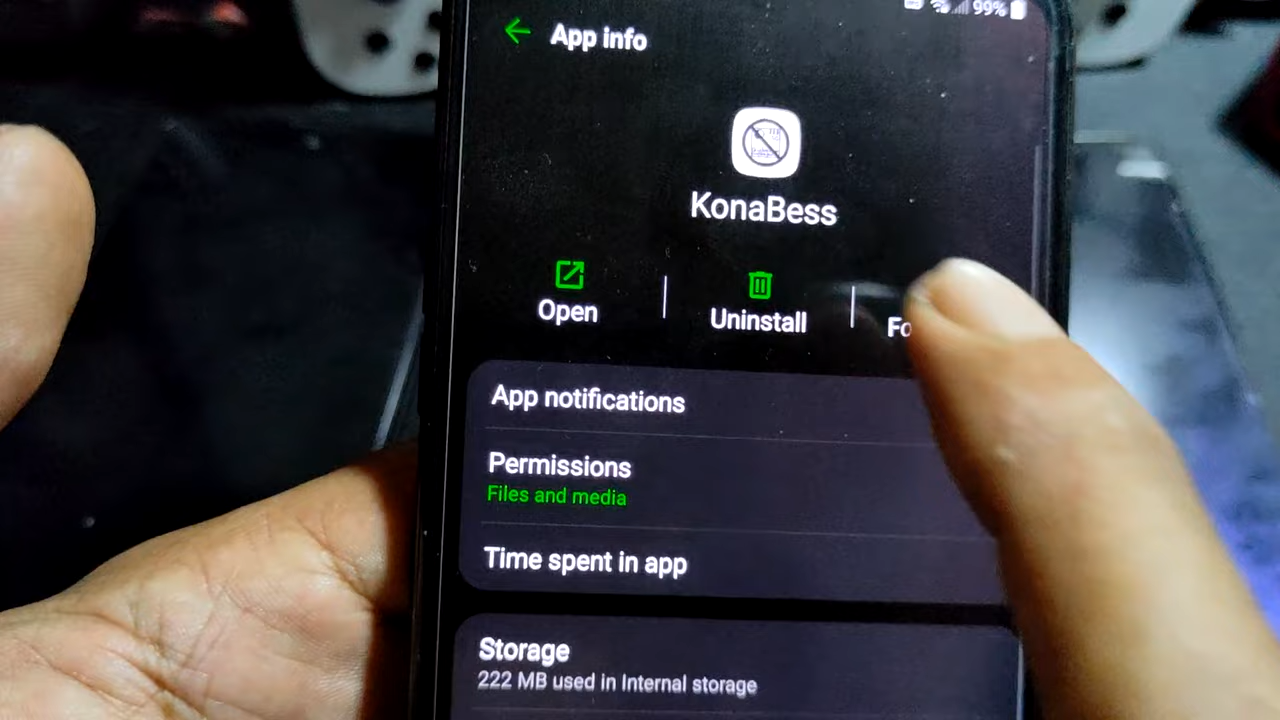 99%
App info
KonaBess
Open
Uninstall
App notifications
Permissions
Files and media
Time spent in app
Storage
222 MB used in Internal storage